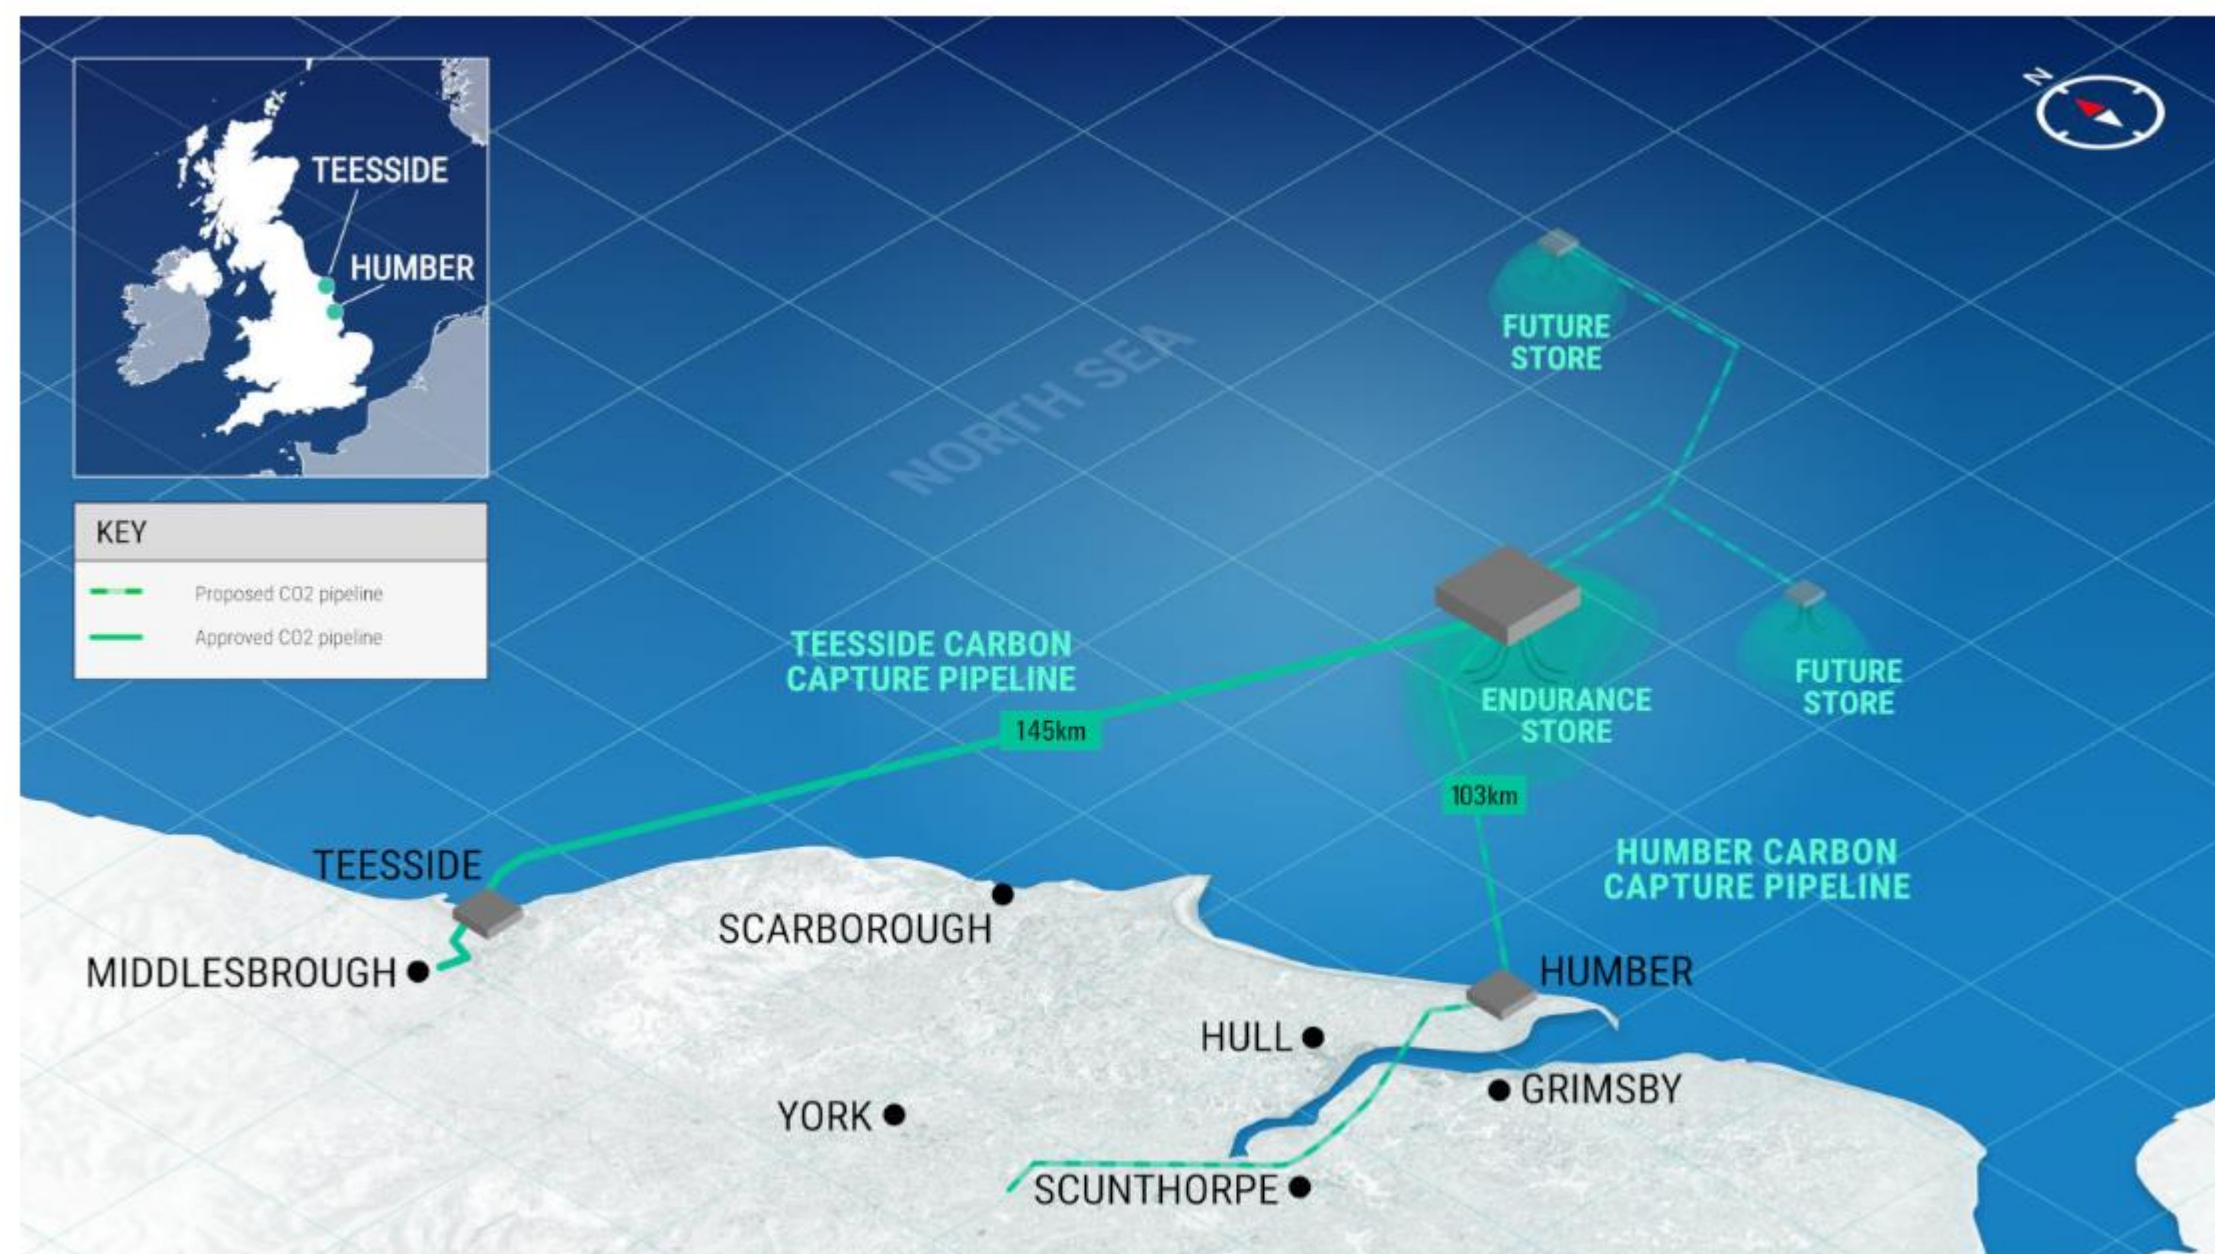 TEESSIDE
HUMBER
N
KEY
Proposed CO2 pipeline
Approved CO2 pipeline
NORTH SEA
FUTURE
STORE
TEESSIDE CARBON
CAPTURE PIPELINE
145km
ENDURANCE
STORE
FUTURE
STORE
103km
HUMBER CARBON
CAPTURE PIPELINE
TEESSIDE
MIDDLESBROUGH
SCARBOROUGH
HUMBER
HULL
GRIMSBY
YORK
SCUNTHORPE